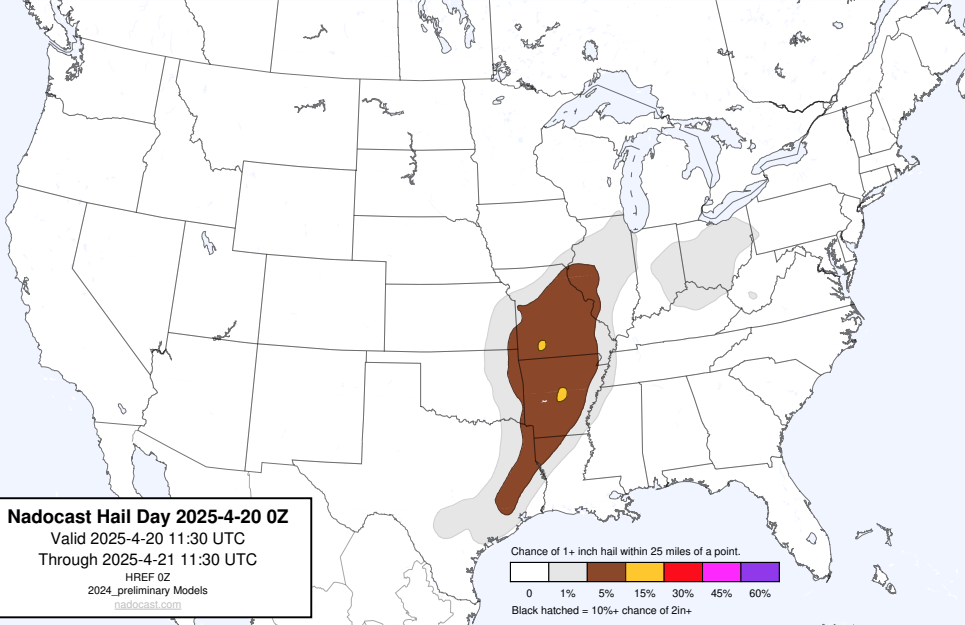 Nadocast Hail Day 2025-4-20 0Z
Valid 2025-4-20 11:30 UTC
Through 2025-4-21 11:30 UTC
HREF 0Z
2024_preliminary Models
nadocast.com
Chance of 1+ inch hail within 25 miles of a point.
0 1% 5% 15% 30% 45% 60%
Black hatched = 10%+ chance of 2in+